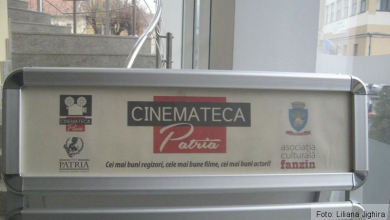 CINEMATECA
Patria
CINEMATECA
PATRIA
asociația
culturală
fanzin
Cei mai buni regizori, cele mai bune filme, cei mai buni actori!
Foto: Liliana Jighira